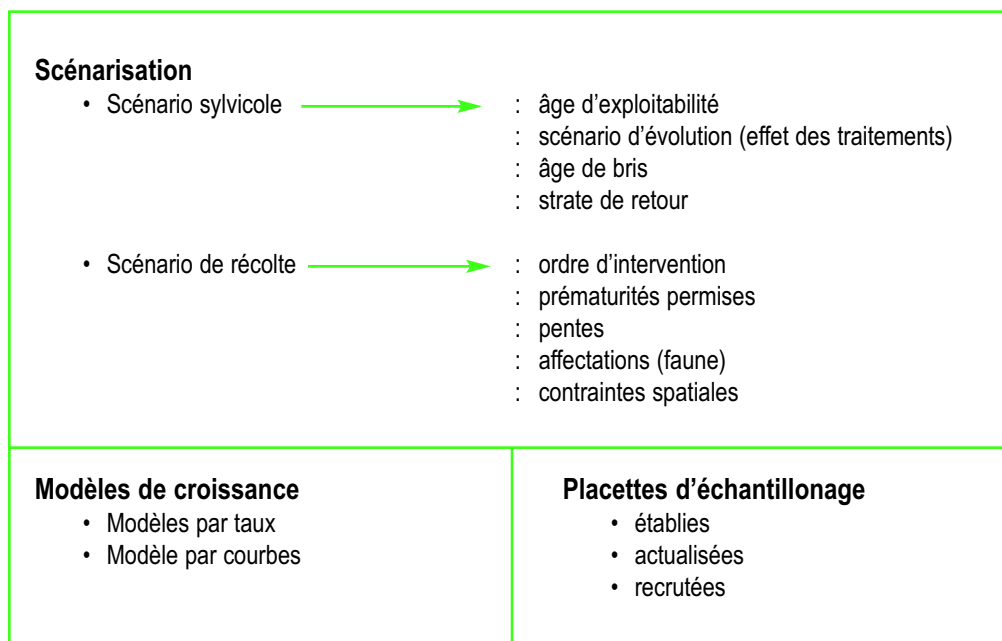 Scénarisation
• Scénario sylvicole : âge d'exploitabilité
: scénario d'évolution (effet des traitements)
: âge de bris
: strate de retour
• Scénario de récolte : ordre d'intervention
: prématurités permises
: pentes
: affectations (faune)
: contraintes spatiales
Modèles de croissance
• Modèles par taux
• Modèle par courbes
Placettes d'échantillonage
• établies
• actualisées
• recrutées